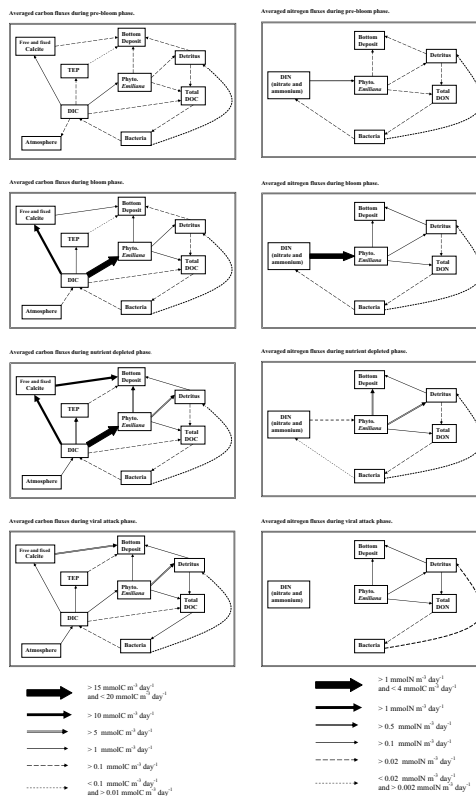 Averaged carbon fluxes during pre-bloom phase.
Free and fixed
Calcite
Bottom
Deposit
Detritus
TEP
Phyto.
Emiliana
Total
DOC
DIC
Atmosphere
Bacteria
Averaged nitrogen fluxes during pre-bloom phase.
Bottom
Deposit
Detritus
DIN
(nitrate and
ammonium)
Phyto.
Emiliana
Total
DON
Bacteria
Averaged carbon fluxes during bloom phase.
Free and fixed
Calcite
Bottom
Deposit
Detritus
TEP
Phyto.
Emiliana
Total
DOC
DIC
Atmosphere
Bacteria
Averaged nitrogen fluxes during bloom phase.
Bottom
Deposit
Detritus
DIN
(nitrate and
ammonium)
Phyto.
Emiliana
Total
DON
Bacteria
Averaged carbon fluxes during nutrient depleted phase
Free and fixed
Calcite
Bottom
Deposit
Detritus
TEP
Phyto.
Emiliana
Total
DOC
DIC
Atmosphere
Bacteria
Averaged nitrogen fluxes during nutrient depleted phase.
Bottom
Deposit
Detritus
DIN
(nitrate and
ammonium)
Phyto.
Emiliana
Total
DON
Bacteria
Averaged carbon fluxes during viral attack phase.
Free and fixed
Calcite
Bottom
Deposit
Detritus
TEP
Phyto.
Emiliana
Total
DOC
DIC
Atmosphere
Bacteria
Averaged nitrogen fluxes during viral attack phase.
Bottom
Deposit
Detritus
DIN
(nitrate and
ammonium)
Phyto.
Emiliana
Total
DON
Bacteria
> 15 mmolC m⁻³ day⁻¹
and < 20 mmolC m⁻³ day⁻¹
> 10 mmolC m⁻³ day⁻¹
> 5 mmolC m⁻³ day⁻¹
> 1 mmolC m⁻³ day⁻¹
> 0.1 mmolC m⁻³ day⁻¹
< 0.1
and > 0.01 mmolC m⁻³ day⁻¹
> 1 mmolN m⁻³ day⁻¹
and < 4 mmolC m⁻³ day⁻¹
> 1 mmolN m⁻³ day⁻¹
> 0.5 mmolN m⁻³ day⁻¹
> 0.1 mmolN m⁻³ day⁻¹
> 0.02 mmolN m⁻³ day⁻¹
< 0.02
and > 0.002 mmolN m⁻³ day⁻¹